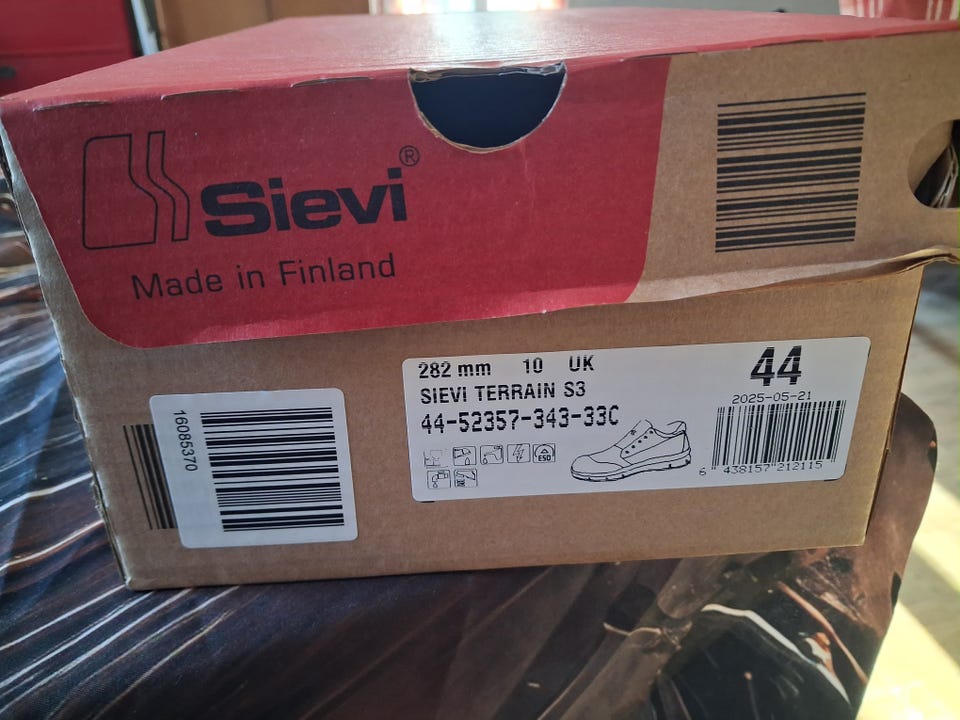 Sievi®
Made in Finland
282 mm 10 UK
SIEVI TERRAIN S3
44-52357-343-33C
ESD
44
2025-05-21
6 438157 212115
16085370